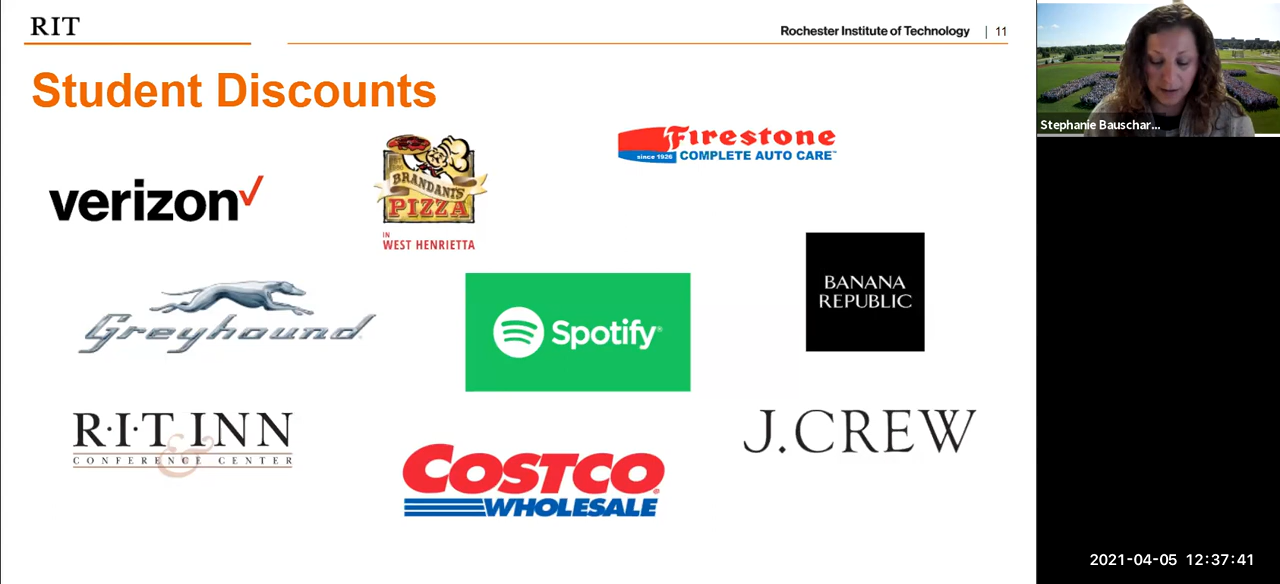 RIT
Rochester Institute of Technology | 11
Student Discounts
Stephanie Bauschar...
verizon
BRANDANI'S
PIZZA
IN
WEST HENRIETTA
Firestone
since 1926 COMPLETE AUTO CARE™
Greyhound
Spotify®
BANANA
REPUBLIC
R·I·T INN
&
CONFERENCE CENTER
COSTCO®
WHOLESALE
J.CREW
2021-04-05 12:37:41